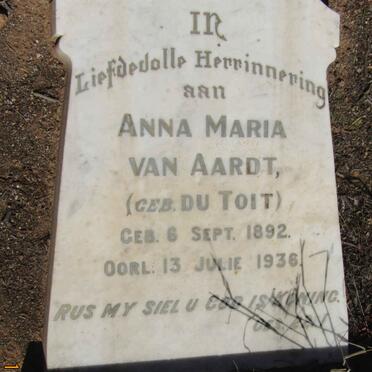 IN
Liefdevolle Herrinnering
aan
ANNA MARIA
VAN AARDT,
(GEB. DU TOIT)
GEB. 6 SEPT. 1892.
OORL. 13 JULIE 1936.
RUS MY SIEL U GOD IS KONING.